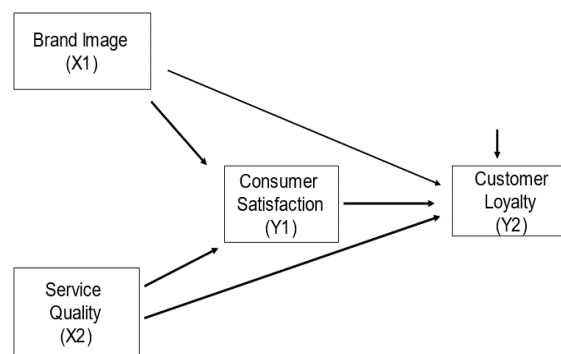 Brand Image
(X1)
Consumer
Satisfaction
(Y1)
Customer
Loyalty
(Y2)
Service
Quality
(X2)